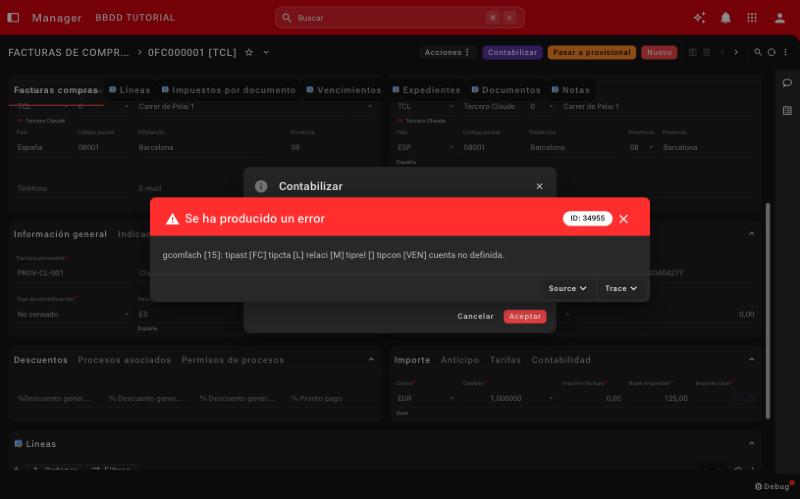 Manager BBDD TUTORIAL
Buscar
FACTURAS DE COMPR... > 0FC000001 [TCL]
Acciones Contabilizar Pasar a provisional Nuevo
Facturas compras Líneas Impuestos por documento Vencimientos Expedientes Documentos Notas
TCL 0 Carrer de Pelai 1 TCL Tercero Claude 0 Carrer de Pelai 1
Tercero Claude
País Código postal Población Provincia País Código postal Población Provincia Provincia
España 08001 Barcelona 08 ESP 08001 Barcelona 08 Barcelona
España
Teléfono E-mail
Contabilizar
Se ha producido un error ID: 34955
gcomfach [15]: tipast [FC] tipcta [L] relaci [M] tiprel [] tipcon [VEN] cuenta no definida.
Source Trace
Cancelar Aceptar
Información general
Factura proveedor*
PROV-CL-001
Tipo de identificación*
No censado ES 0,00
España
Descuentos Procesos asociados Permisos de procesos
%Descuento gener... % Descuento gener... % Descuento gener... % Pronto pago
Importe Anticipo Tarifas Contabilidad
Divisa* Cambio* Importe factura* Base imponible* Importe total*
EUR 1,000000 0,00 125,00
Euro
Líneas
Debug